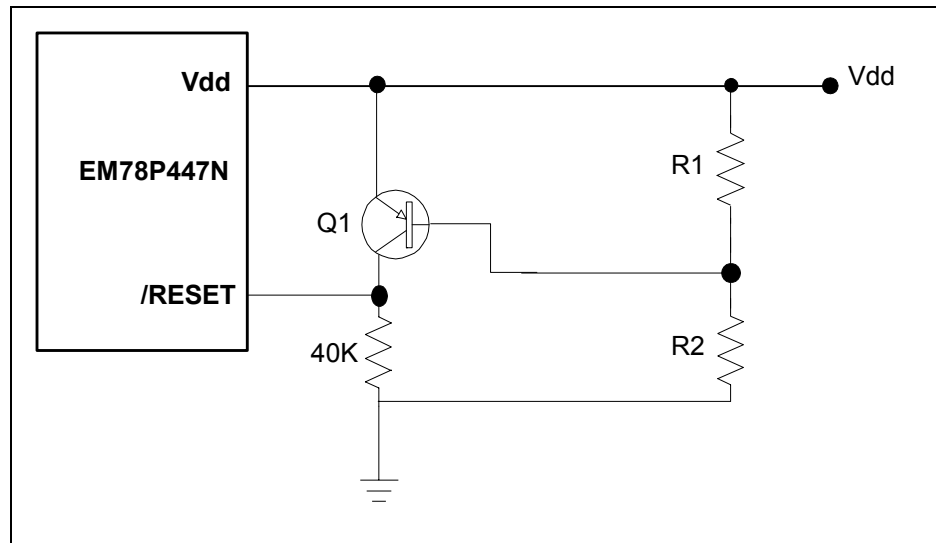 Vdd
Vdd
R1
EM78P447N
Q1
/RESET
R2
40K